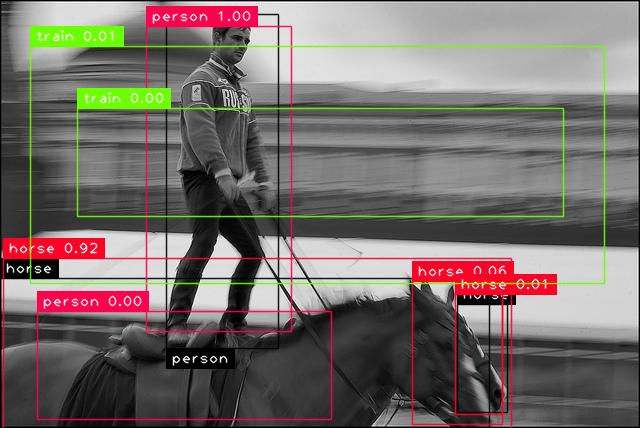 person 1.00
train 0.01
train 0.00
horse 0.92
horse
horse 0.06
horse 0.01
horse
person 0.00
person